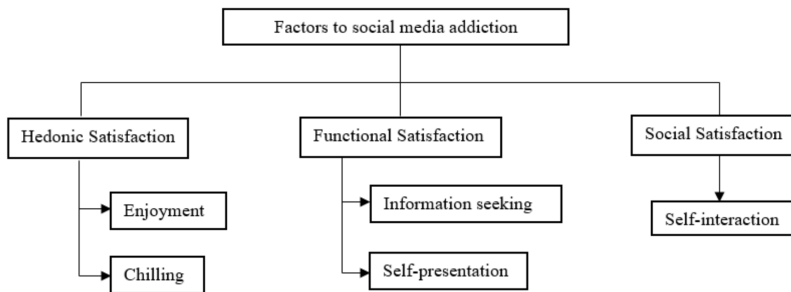 Factors to social media addiction
Hedonic Satisfaction
Functional Satisfaction
Social Satisfaction
Enjoyment
Information seeking
Self-interaction
Chilling
Self-presentation